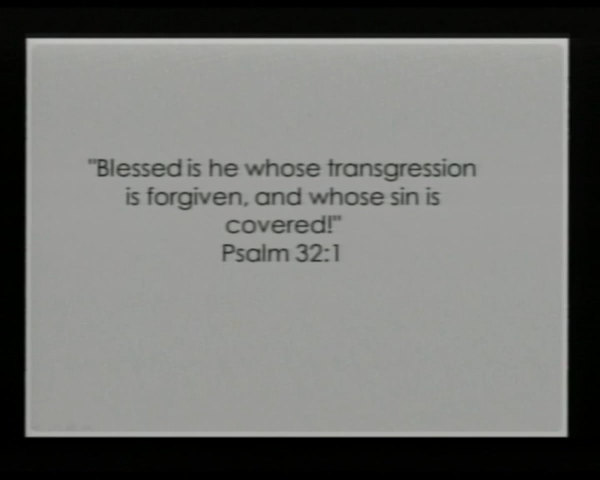 "Blessed is he whose transgression
is forgiven, and whose sin is
covered!"
Psalm 32:1